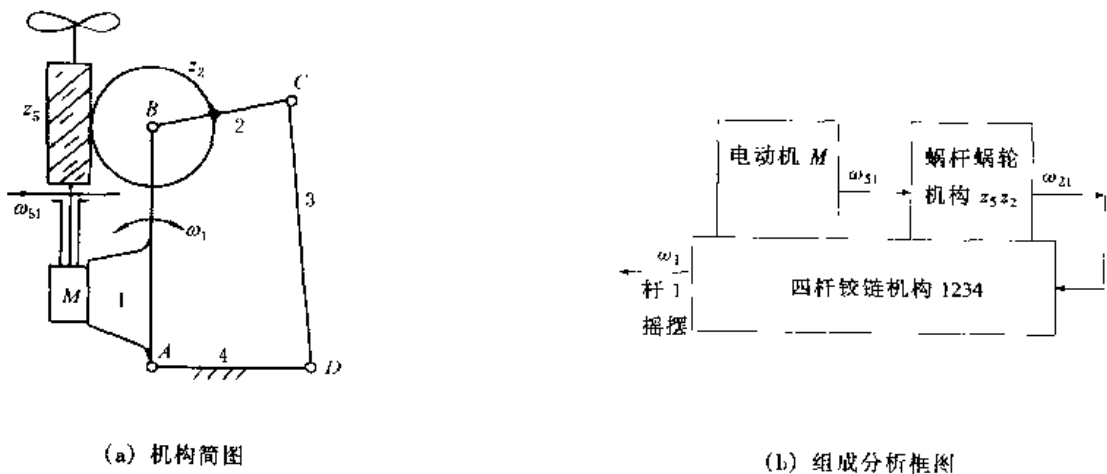 z₂
C
B
z₅
2
3
ω₅₁
ω₁
M
1
A
4
D
(a) 机构简图
电动机 M
ω₅₁
蜗杆蜗轮
机构 z₅z₂
ω₂₁
ω₁
杆 1
摇摆
四杆铰链机构 1234
(b) 组成分析框图